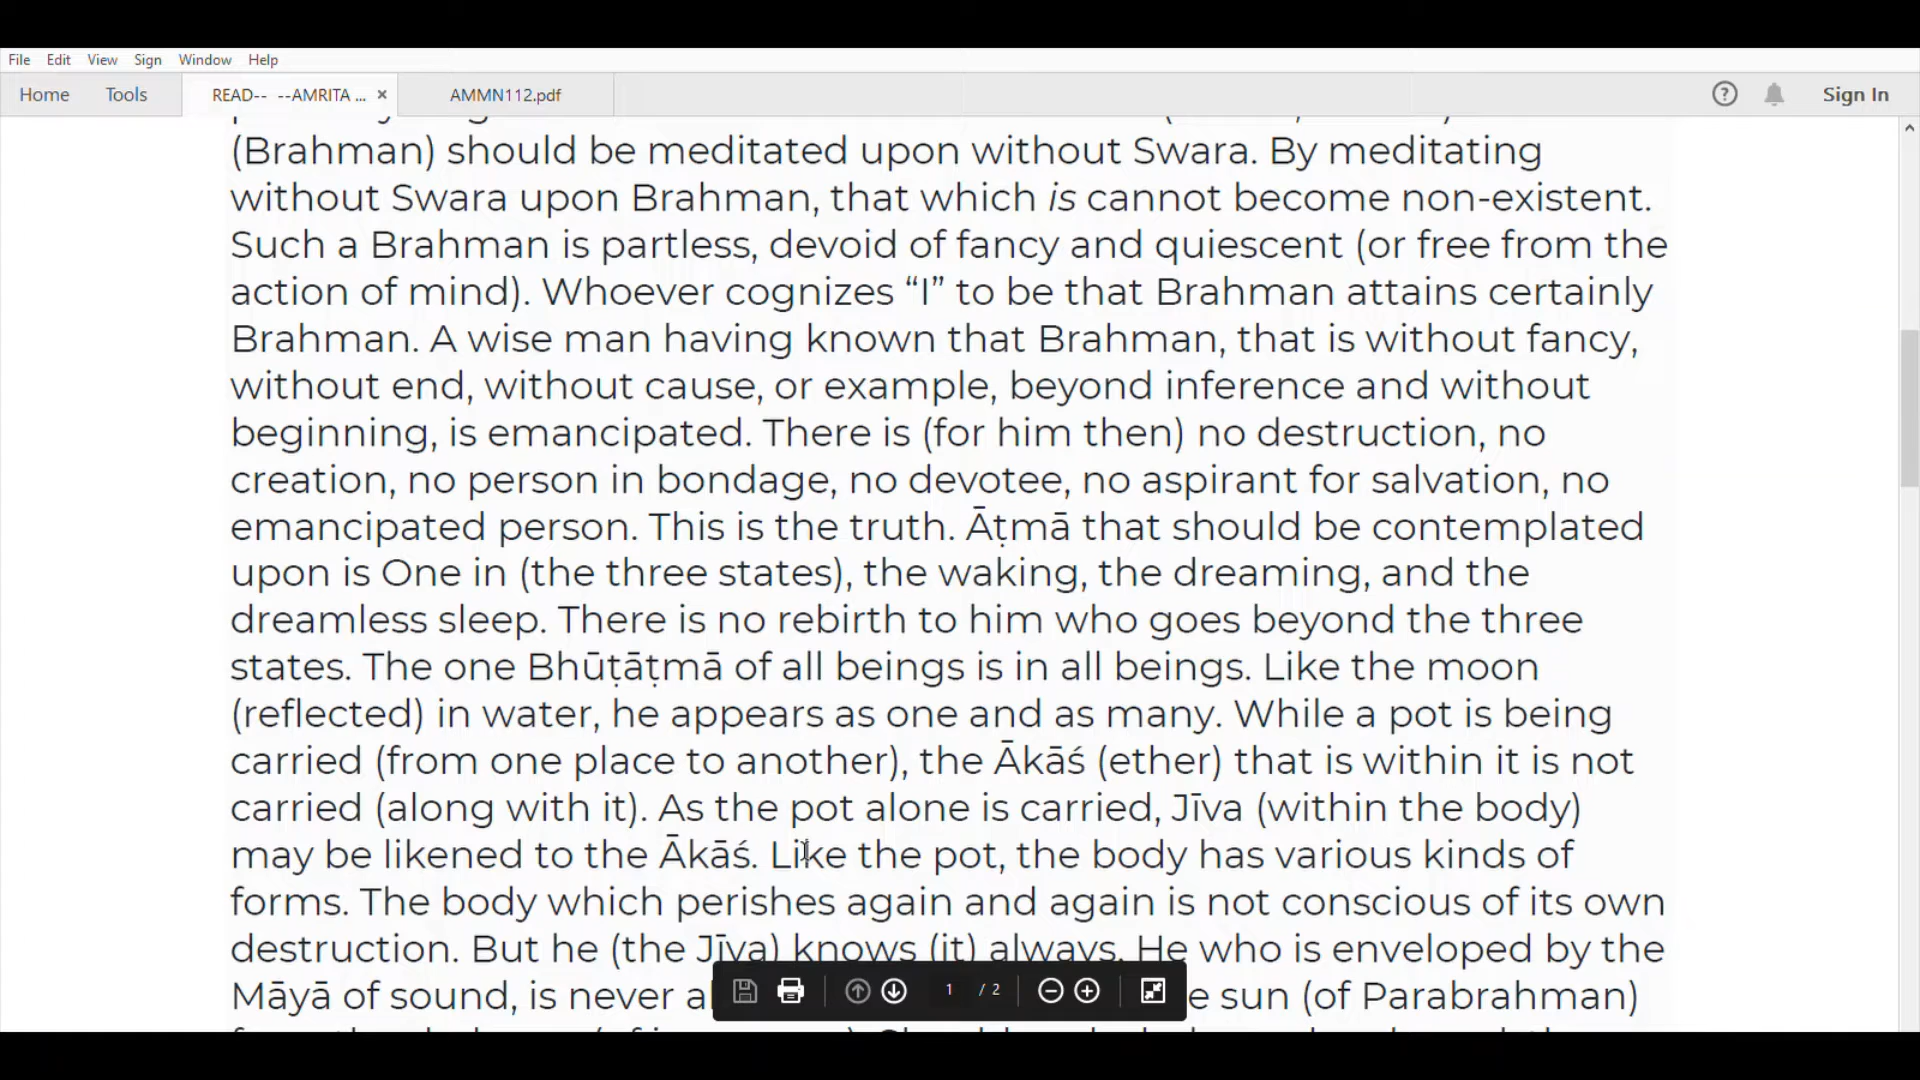 File Edit View Sign Window Help
Home Tools READ-- --AMRITA ... × AMMN112.pdf ? Sign In
(Brahman) should be meditated upon without Swara. By meditating
without Swara upon Brahman, that which is cannot become non-existent.
Such a Brahman is partless, devoid of fancy and quiescent (or free from the
action of mind). Whoever cognizes “I” to be that Brahman attains certainly
Brahman. A wise man having known that Brahman, that is without fancy,
without end, without cause, or example, beyond inference and without
beginning, is emancipated. There is (for him then) no destruction, no
creation, no person in bondage, no devotee, no aspirant for salvation, no
emancipated person. This is the truth. Āṭmā that should be contemplated
upon is One in (the three states), the waking, the dreaming, and the
dreamless sleep. There is no rebirth to him who goes beyond the three
states. The one Bhūṭāṭmā of all beings is in all beings. Like the moon
(reflected) in water, he appears as one and as many. While a pot is being
carried (from one place to another), the Ākāś (ether) that is within it is not
carried (along with it). As the pot alone is carried, Jīva (within the body)
may be likened to the Ākāś. Like the pot, the body has various kinds of
forms. The body which perishes again and again is not conscious of its own
destruction. But he (the Jīva) knows (it) always. He who is enveloped by the
Māyā of sound, is never e sun (of Parabrahman)
1 / 2